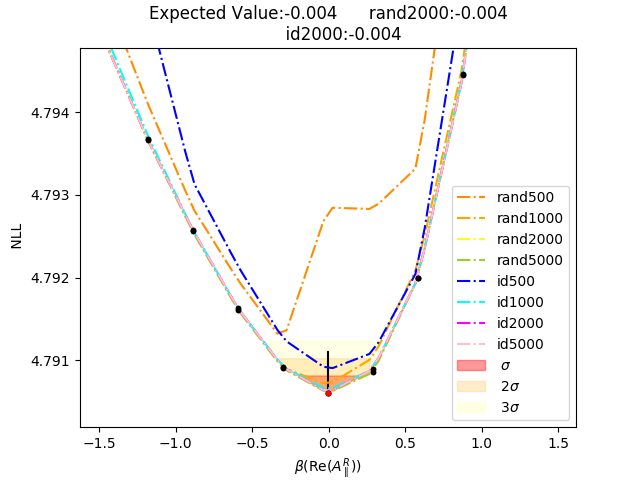 Expected Value:-0.004 rand2000:-0.004
id2000:-0.004
4.794
4.793
4.792
4.791
NLL
rand500
rand1000
rand2000
rand5000
id500
id1000
id2000
id5000
σ
2σ
3σ
−1.5 −1.0 −0.5 0.0 0.5 1.0 1.5
β(Re(A^R_∥))